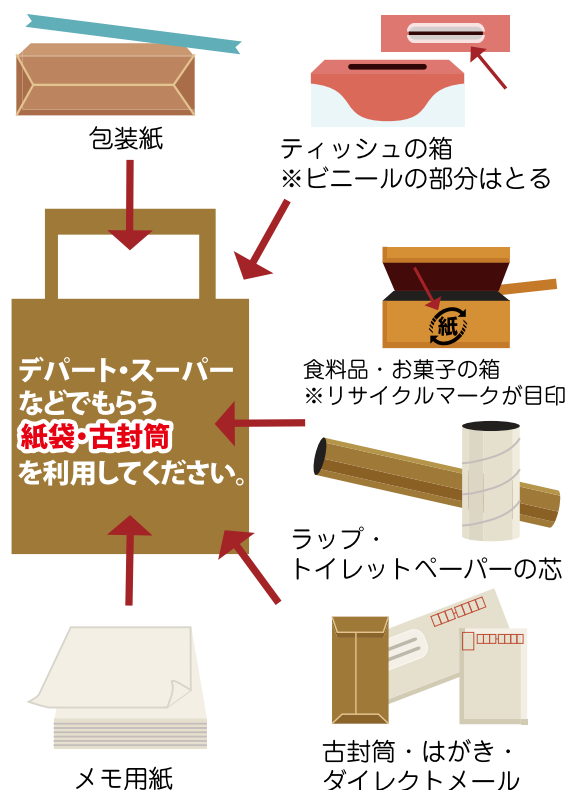 包装紙
ティッシュの箱
※ビニールの部分はとる
紙
食料品・お菓子の箱
※リサイクルマークが目印
デパート・スーパー
などでもらう
紙袋・古封筒
を利用してください。
ラップ・
トイレットペーパーの芯
メモ用紙
古封筒・はがき・
ダイレクトメール